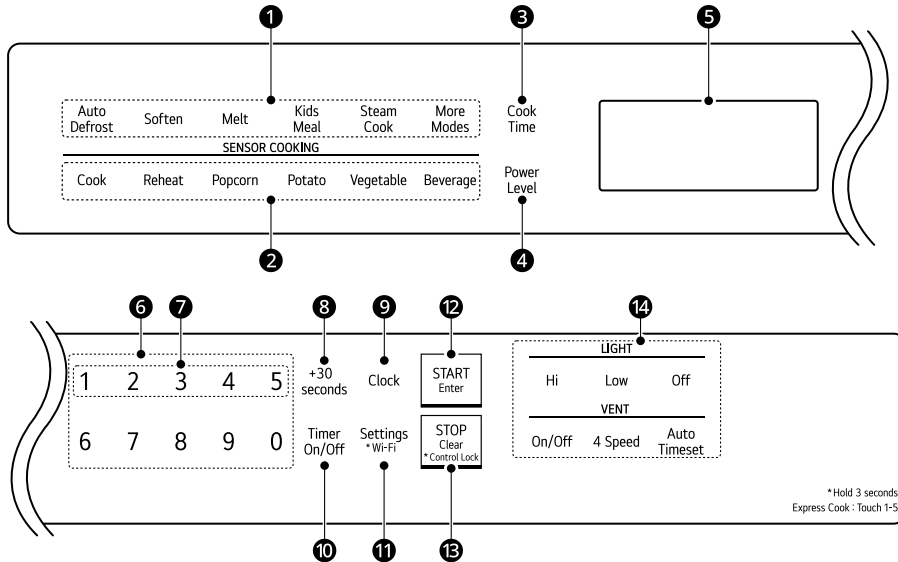 1
3
5
Auto Defrost
Soften
Melt
Kids Meal
Steam Cook
More Modes
Cook Time
SENSOR COOKING
Cook
Reheat
Popcorn
Potato
Vegetable
Beverage
Power Level
2
4
6
7
8
9
12
14
1 2 3 4 5
+30 seconds
Clock
START
Enter
LIGHT
Hi
Low
Off
VENT
6 7 8 9 0
Timer On/Off
Settings
*Wi-Fi
STOP
Clear
*Control Lock
On/Off
4 Speed
Auto Timeset
*Hold 3 seconds
Express Cook : Touch 1-5
10
11
13